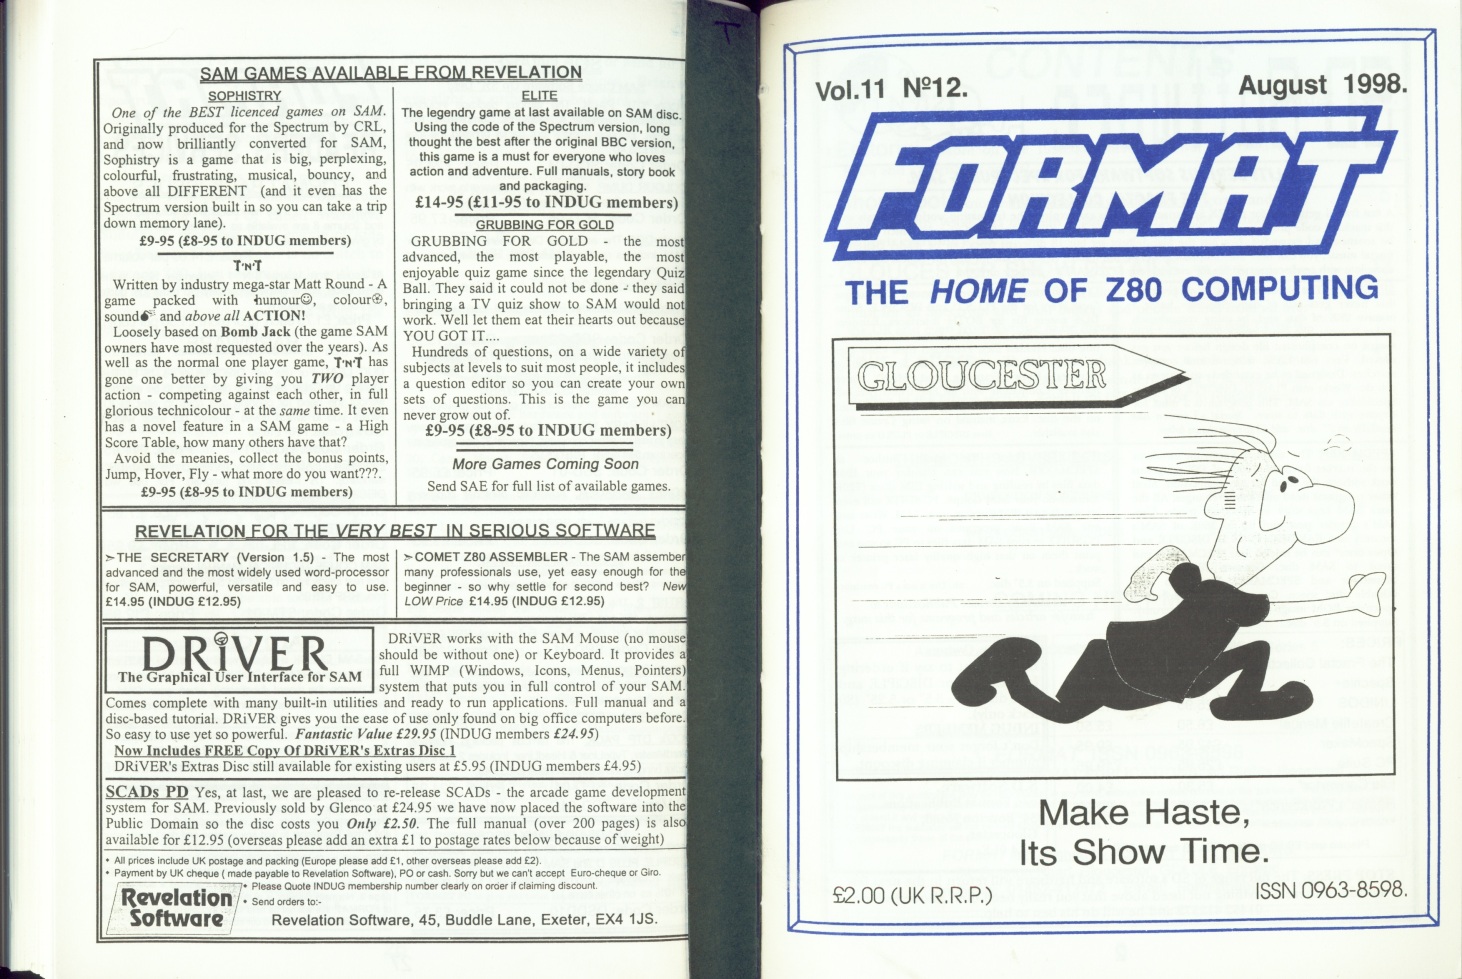 SAM GAMES AVAILABLE FROM REVELATION
SOPHISTRY
One of the BEST licenced games on SAM.
Originally produced for the Spectrum by CRL,
and now brilliantly converted for SAM,
Sophistry is a game that is big, perplexing,
colourful, frustrating, musical, bouncy, and
above all DIFFERENT (and it even has the
Spectrum version built in so you can take a trip
down memory lane).
£9-95 (£8-95 to INDUG members)
T'N'T
Written by industry mega-star Matt Round - A
game packed with humour☺, colour,
sound and above all ACTION!
Loosely based on Bomb Jack (the game SAM
owners have most requested over the years). As
well as the normal one player game, T'N'T has
gone one better by giving you TWO player
action - competing against each other, in full
glorious technicolour - at the same time. It even
has a novel feature in a SAM game - a High
Score Table, how many others have that?
Avoid the meanies, collect the bonus points,
Jump, Hover, Fly - what more do you want???.
£9-95 (£8-95 to INDUG members)
ELITE
The legendry game at last available on SAM disc.
Using the code of the Spectrum version, long
thought the best after the original BBC version,
this game is a must for everyone who loves
action and adventure. Full manuals, story book
and packaging.
£14-95 (£11-95 to INDUG members)
GRUBBING FOR GOLD
GRUBBING FOR GOLD - the most
advanced, the most playable, the most
enjoyable quiz game since the legendary Quiz
Ball. They said it could not be done - they said
bringing a TV quiz show to SAM would not
work. Well let them eat their hearts out because
YOU GOT IT....
Hundreds of questions, on a wide variety of
subjects at levels to suit most people, it includes
a question editor so you can create your own
sets of questions. This is the game you can
never grow out of.
£9-95 (£8-95 to INDUG members)
More Games Coming Soon
Send SAE for full list of available games.
REVELATION FOR THE VERY BEST IN SERIOUS SOFTWARE
➢THE SECRETARY (Version 1.5) - The most
advanced and the most widely used word-processor
for SAM, powerful, versatile and easy to use.
£14.95 (INDUG £12.95)
➢COMET Z80 ASSEMBLER - The SAM assember
many professionals use, yet easy enough for the
beginner - so why settle for second best? New
LOW Price £14.95 (INDUG £12.95)
DRiVER
The Graphical User Interface for SAM
DRiVER works with the SAM Mouse (no mouse
should be without one) or Keyboard. It provides a
full WIMP (Windows, Icons, Menus, Pointers)
system that puts you in full control of your SAM.
Comes complete with many built-in utilities and ready to run applications. Full manual and a
disc-based tutorial. DRiVER gives you the ease of use only found on big office computers before.
So easy to use yet so powerful. Fantastic Value £29.95 (INDUG members £24.95)
Now Includes FREE Copy Of DRiVER's Extras Disc 1
DRiVER's Extras Disc still available for existing users at £5.95 (INDUG members £4.95)
SCADs PD Yes, at last, we are pleased to re-release SCADs - the arcade game development
system for SAM. Previously sold by Glenco at £24.95 we have now placed the software into the
Public Domain so the disc costs you Only £2.50. The full manual (over 200 pages) is also
available for £12.95 (overseas please add an extra £1 to postage rates below because of weight)
• All prices include UK postage and packing (Europe please add £1, other overseas please add £2).
• Payment by UK cheque ( made payable to Revelation Software), PO or cash. Sorry but we can't accept Euro-cheque or Giro.
• Please Quote INDUG membership number clearly on order if claiming discount.
• Send orders to:-
Revelation
Software
Revelation Software, 45, Buddle Lane, Exeter, EX4 1JS.
T
Vol.11 Nº12.
August 1998.
FORMAT
THE HOME OF Z80 COMPUTING
GLOUCESTER
Make Haste,
Its Show Time.
£2.00 (UK R.R.P.)
ISSN 0963-8598.